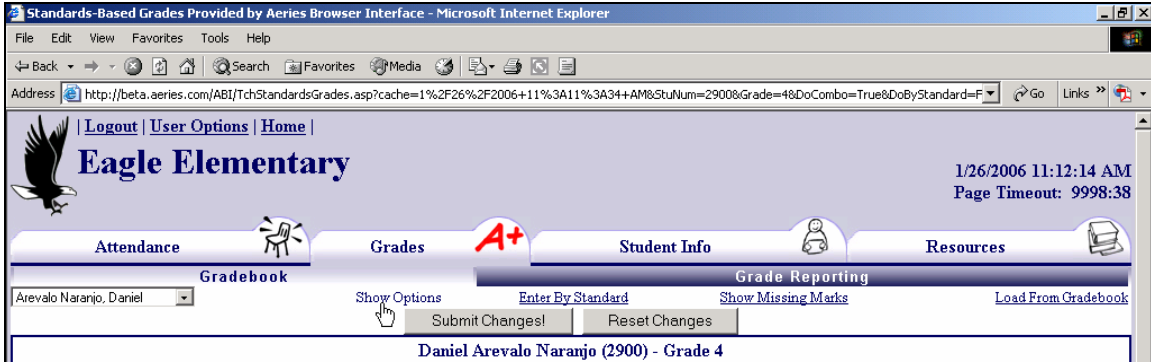 Standards-Based Grades Provided by Aeries Browser Interface - Microsoft Internet Explorer
File Edit View Favorites Tools Help
Back Search Favorites Media
Address http://beta.aeries.com/ABI/TchStandardsGrades.asp?cache=1%2F26%2F2006+11%3A11%3A34+AM&StuNum=2900&Grade=4&DoCombo=True&DoByStandard=F Go Links »
| Logout | User Options | Home |
Eagle Elementary
1/26/2006 11:12:14 AM
Page Timeout: 9998:38
Attendance Grades A+ Student Info Resources
Gradebook Grade Reporting
Arevalo Naranjo, Daniel Show Options Enter By Standard Show Missing Marks Load From Gradebook
Submit Changes! Reset Changes
Daniel Arevalo Naranjo (2900) - Grade 4